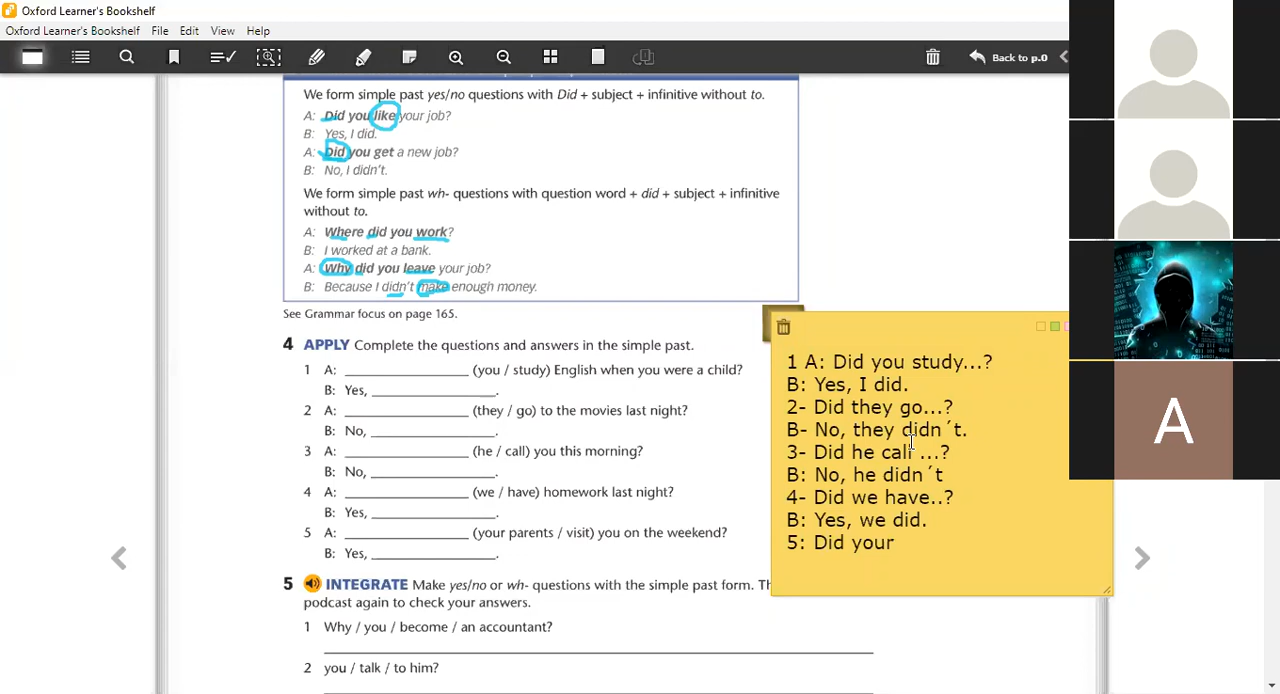 Oxford Learner's Bookshelf
Oxford Learner's Bookshelf File Edit View Help
Back to p.0
We form simple past yes/no questions with Did + subject + infinitive without to.
A: Did you like your job?
B: Yes, I did.
A: Did you get a new job?
B: No, I didn't.
We form simple past wh- questions with question word + did + subject + infinitive
without to.
A: Where did you work?
B: I worked at a bank.
A: Why did you leave your job?
B: Because I didn't make enough money.
See Grammar focus on page 165.
4 APPLY Complete the questions and answers in the simple past.
1 A: ____________________ (you / study) English when you were a child?
B: Yes, ____________________.
2 A: ____________________ (they / go) to the movies last night?
B: No, ____________________.
3 A: ____________________ (he / call) you this morning?
B: No, ____________________.
4 A: ____________________ (we / have) homework last night?
B: Yes, ____________________.
5 A: ____________________ (your parents / visit) you on the weekend?
B: Yes, ____________________.
5 INTEGRATE Make yes/no or wh- questions with the simple past form.
podcast again to check your answers.
1 Why / you / become / an accountant?
2 you / talk / to him?
1 A: Did you study...?
B: Yes, I did.
2- Did they go...?
B- No, they didn´t.
3- Did he call ...?
B: No, he didn´t
4- Did we have..?
B: Yes, we did.
5: Did your
A